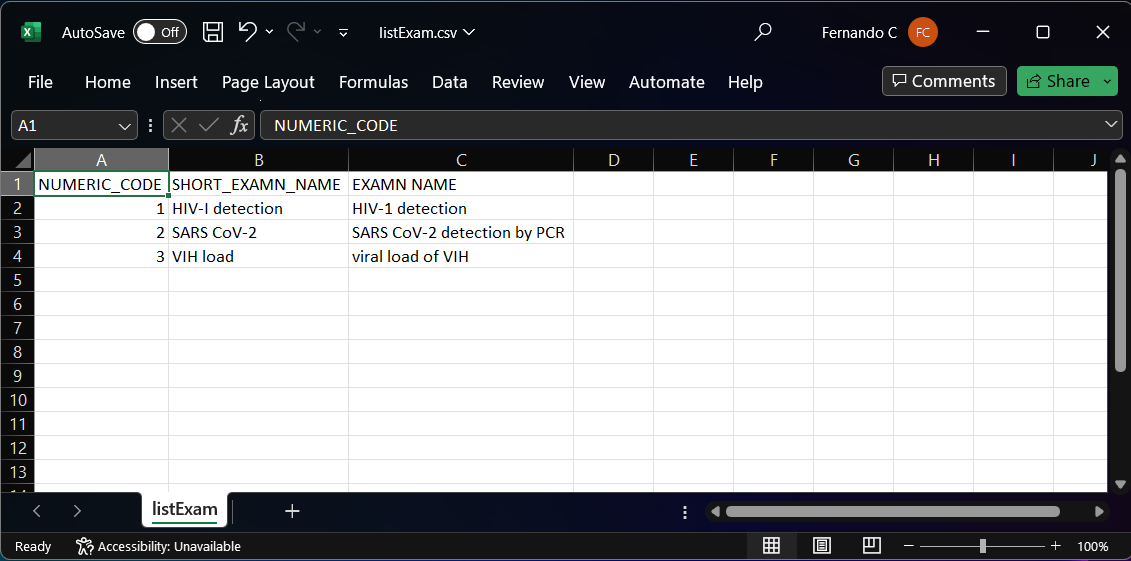 AutoSave Off listExam.csv Fernando C FC
File Home Insert Page Layout Formulas Data Review View Automate Help Comments Share
A1 fx NUMERIC_CODE
A B C D E F G H I J
1 NUMERIC_CODE SHORT_EXAMN_NAME EXAMN NAME
2 1 HIV-I detection HIV-1 detection
3 2 SARS CoV-2 SARS CoV-2 detection by PCR
4 3 VIH load viral load of VIH
5
6
7
8
9
10
11
12
13
listExam
Ready Accessibility: Unavailable 100%